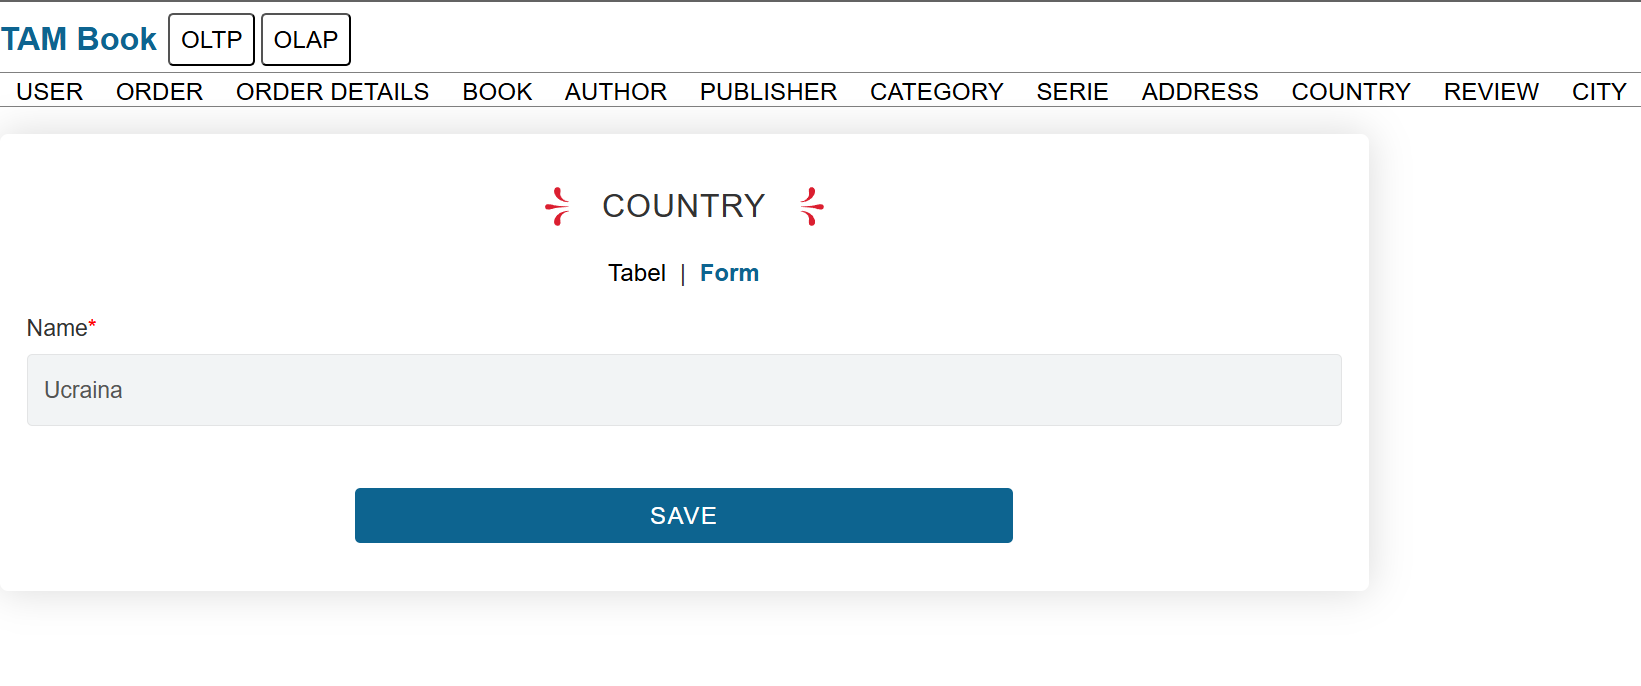 TAM Book OLTP OLAP
USER ORDER ORDER DETAILS BOOK AUTHOR PUBLISHER CATEGORY SERIE ADDRESS COUNTRY REVIEW CITY
COUNTRY
Tabel | Form
Name*
Ucraina
SAVE